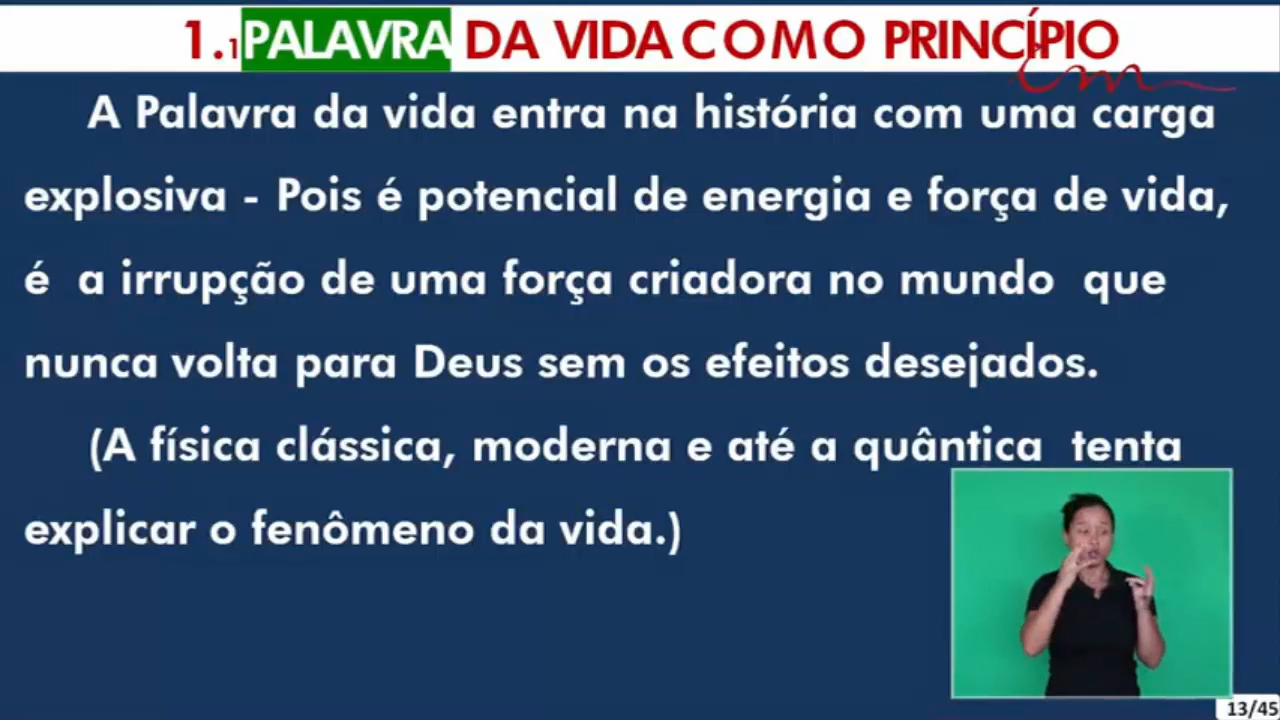 1.1 PALAVRA DA VIDA COMO PRINCÍPIO
A Palavra da vida entra na história com uma carga
explosiva - Pois é potencial de energia e força de vida,
é a irrupção de uma força criadora no mundo que
nunca volta para Deus sem os efeitos desejados.
(A física clássica, moderna e até a quântica tenta
explicar o fenômeno da vida.)
13/45